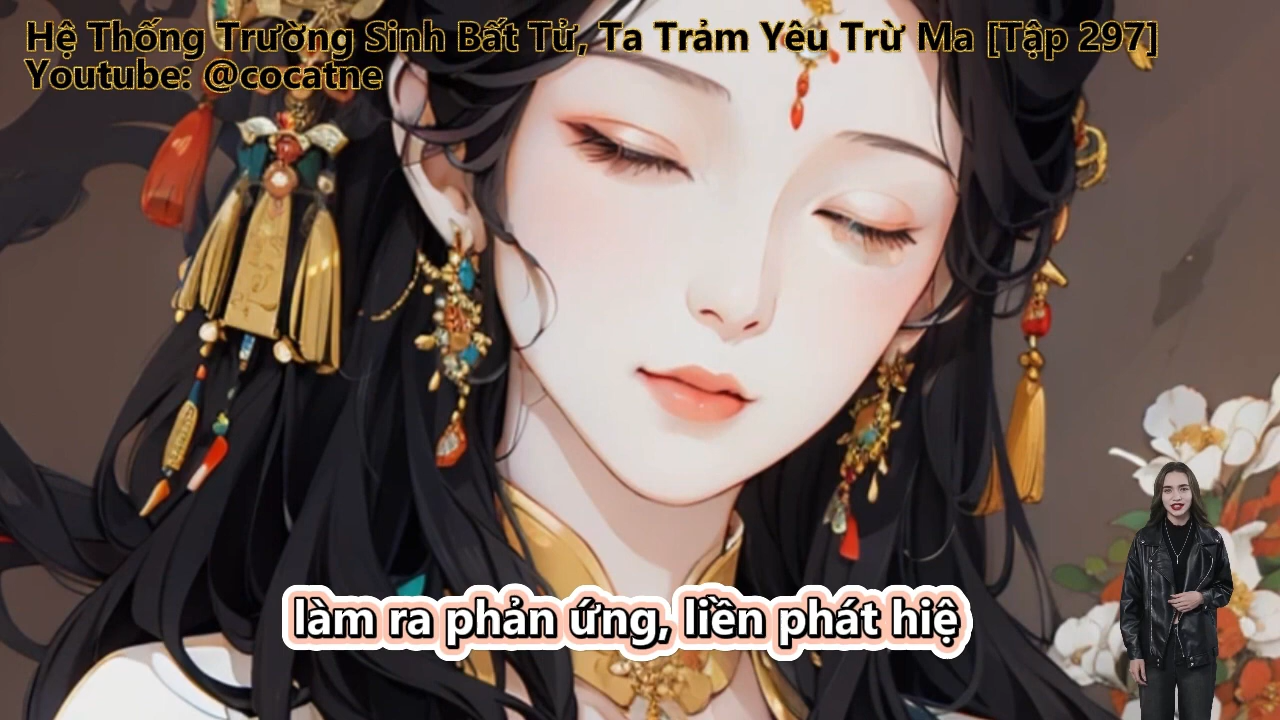 Hệ Thống Trường Sinh Bất Tử, Ta Trảm Yêu Trừ Ma [Tập 297]
Youtube: @cocatne
làm ra phản ứng, liền phát hiệ